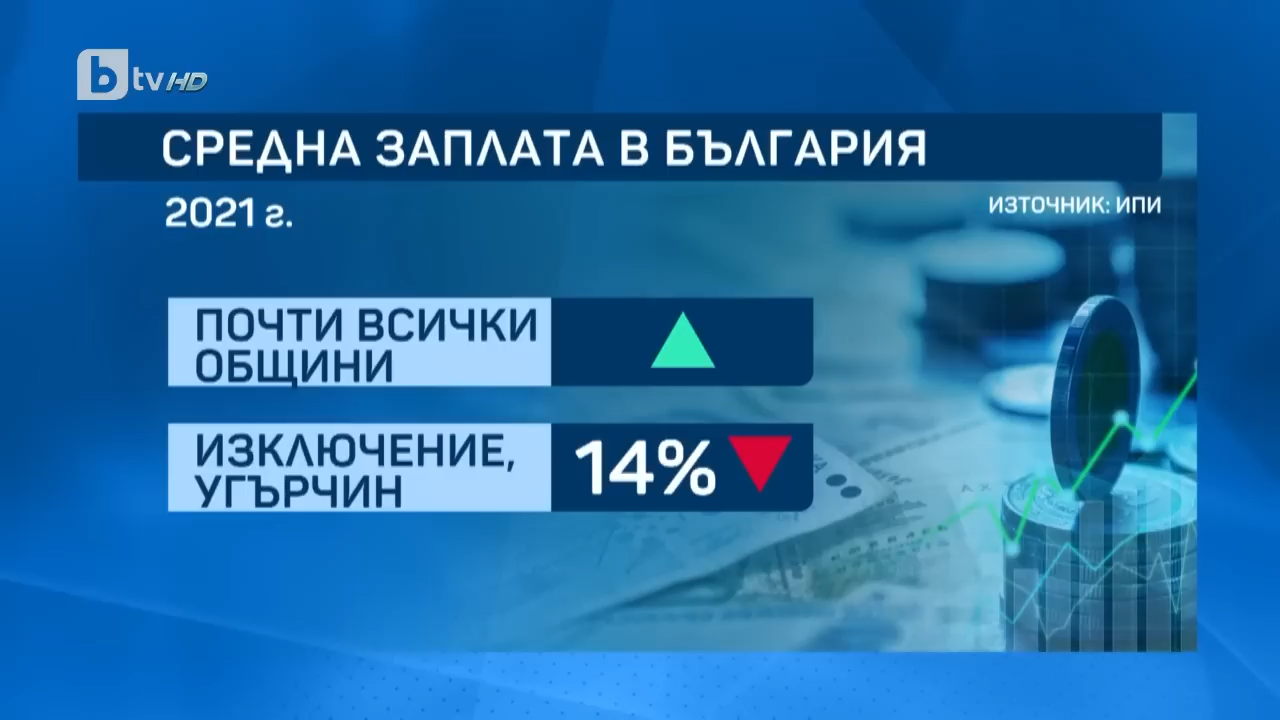 btv HD
СРЕДНА ЗАПЛАТА В БЪЛГАРИЯ
2021 г.
ИЗТОЧНИК: ИПИ
ПОЧТИ ВСИЧКИ
ОБЩИНИ
ИЗКЛЮЧЕНИЕ,
УГЪРЧИН
14%